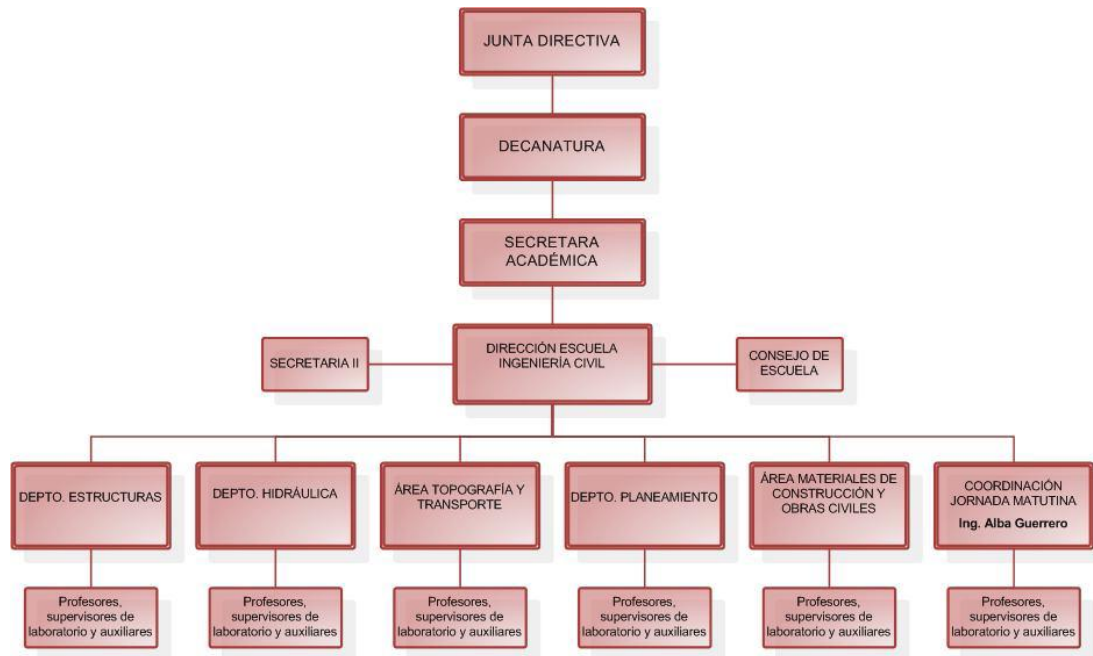 JUNTA DIRECTIVA
DECANATURA
SECRETARA
ACADÉMICA
SECRETARIA II
DIRECCIÓN ESCUELA
INGENIERÍA CIVIL
CONSEJO DE
ESCUELA
DEPTO. ESTRUCTURAS
DEPTO. HIDRÁULICA
ÁREA TOPOGRAFÍA Y
TRANSPORTE
DEPTO. PLANEAMIENTO
ÁREA MATERIALES DE
CONSTRUCCIÓN Y
OBRAS CIVILES
COORDINACIÓN
JORNADA MATUTINA
Ing. Alba Guerrero
Profesores,
supervisores de
laboratorio y auxiliares
Profesores,
supervisores de
laboratorio y auxiliares
Profesores,
supervisores de
laboratorio y auxiliares
Profesores,
supervisores de
laboratorio y auxiliares
Profesores,
supervisores de
laboratorio y auxiliares
Profesores,
supervisores de
laboratorio y auxiliares